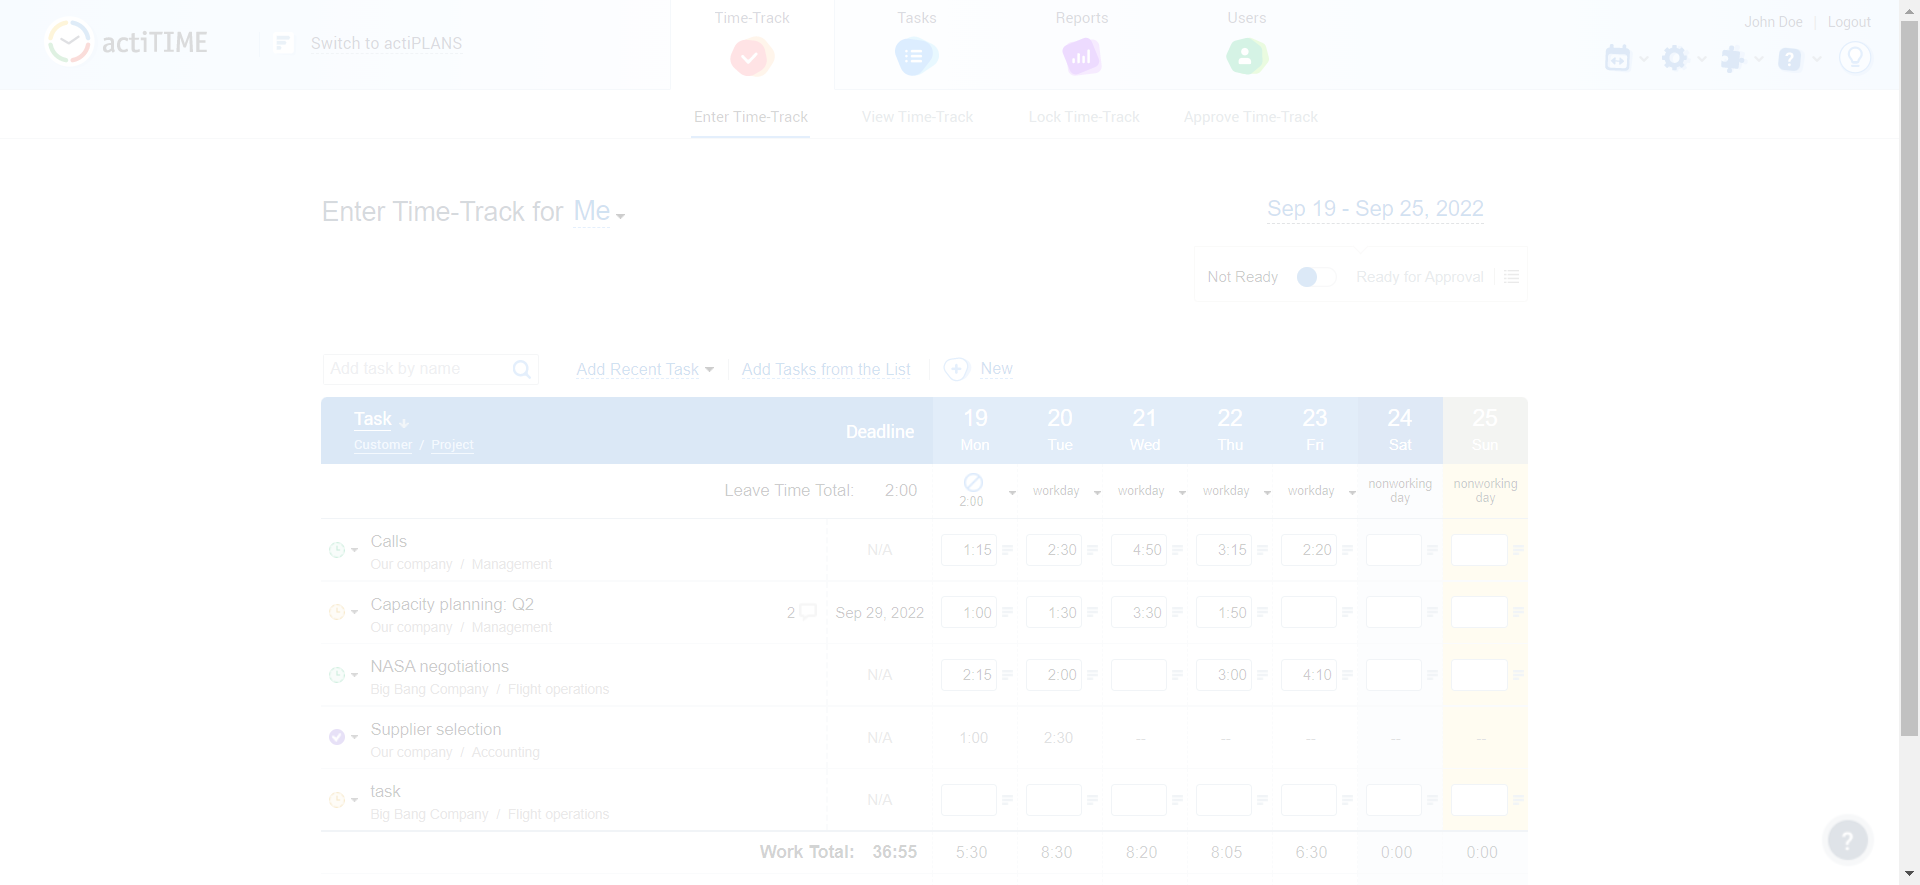 actiTIME
Switch to actiPLANS
Time-Track
Tasks
Reports
Users
John Doe | Logout
Enter Time-Track
View Time-Track
Lock Time-Track
Approve Time-Track
Enter Time-Track for Me
Sep 19 - Sep 25, 2022
Not Ready
Ready for Approval
Add task by name
Add Recent Task
Add Tasks from the List
New
Task
Customer / Project
Deadline
19 Mon
20 Tue
21 Wed
22 Thu
23 Fri
24 Sat
25 Sun
Leave Time Total: 2:00 2:00 workday workday workday workday nonworking day nonworking day
Calls N/A 1:15 2:30 4:50 3:15 2:20
Our company / Management
Capacity planning: Q2 2 Sep 29, 2022 1:00 1:30 3:30 1:50
Our company / Management
NASA negotiations N/A 2:15 2:00 3:00 4:10
Big Bang Company / Flight operations
Supplier selection N/A 1:00 2:30 -- -- -- -- --
Our company / Accounting
task N/A
Big Bang Company / Flight operations
Work Total: 36:55 5:30 8:30 8:20 8:05 6:30 0:00 0:00
?